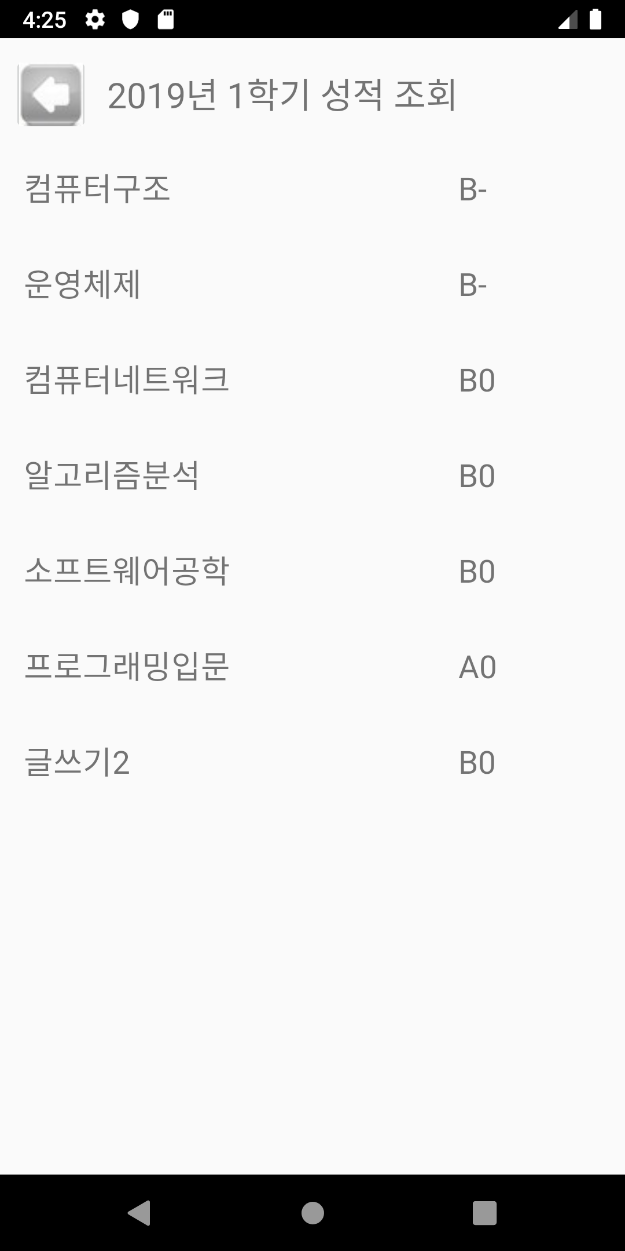 4:25
2019년 1학기 성적 조회
컴퓨터구조 B-
운영체제 B-
컴퓨터네트워크 B0
알고리즘분석 B0
소프트웨어공학 B0
프로그래밍입문 A0
글쓰기2 B0